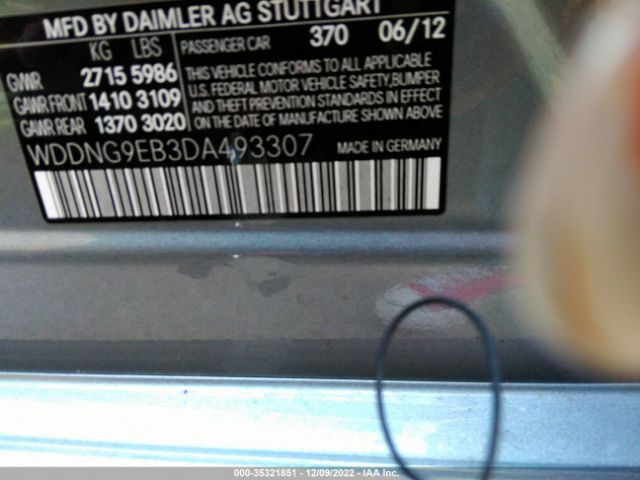 MFD BY DAIMLER AG STUTTGART
KG LBS PASSENGER CAR 370 06/12
GVWR 2715 5986
GAWR FRONT 1410 3109
GAWR REAR 1370 3020
THIS VEHICLE CONFORMS TO ALL APPLICABLE
U.S. FEDERAL MOTOR VEHICLE SAFETY, BUMPER
AND THEFT PREVENTION STANDARDS IN EFFECT
ON THE DATE OF MANUFACTURE SHOWN ABOVE.
WDDNG9EB3DA493307 MADE IN GERMANY
000-35321851 - 12/09/2022 - IAA Inc.